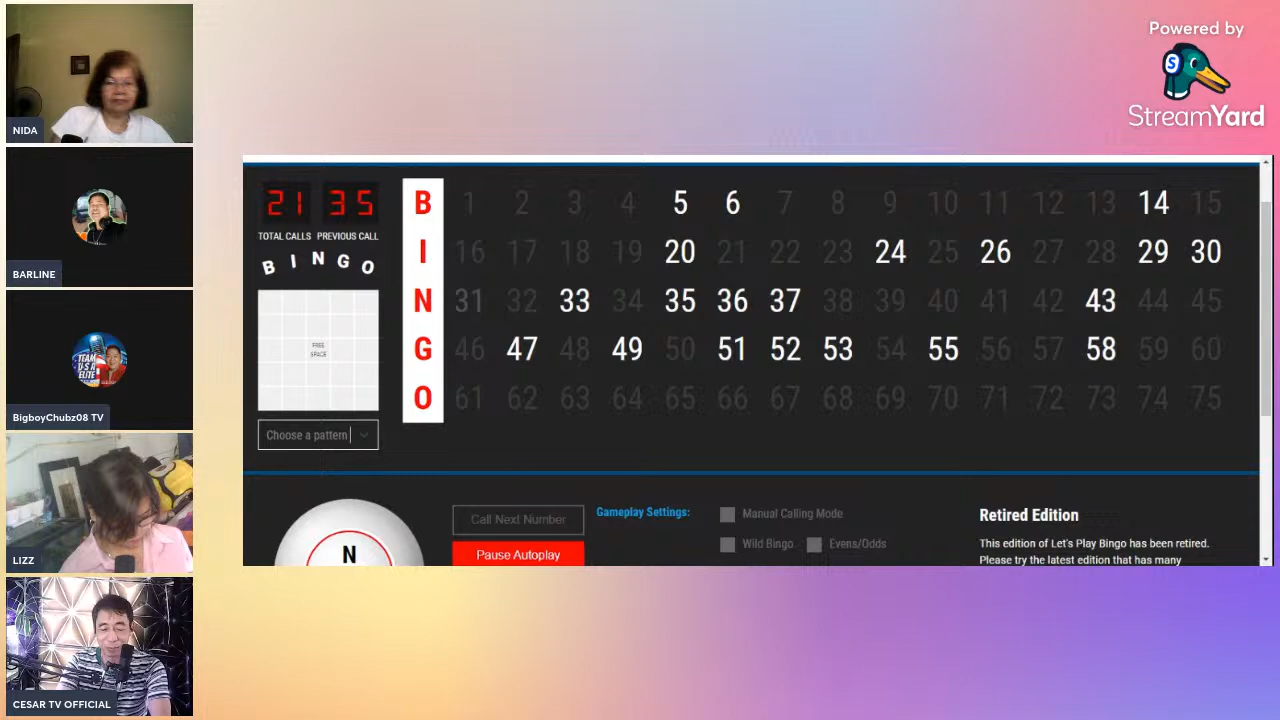 Powered by
StreamYard
NIDA
BARLINE
TEAM
U-S A
ELITE
BigboyChubz08 TV
LIZZ
CESAR TV OFFICIAL
21 35
TOTAL CALLS PREVIOUS CALL
B I N G O
FREE
SPACE
Choose a pattern
B 1 2 3 4 5 6 7 8 9 10 11 12 13 14 15
I 16 17 18 19 20 21 22 23 24 25 26 27 28 29 30
N 31 32 33 34 35 36 37 38 39 40 41 42 43 44 45
G 46 47 48 49 50 51 52 53 54 55 56 57 58 59 60
O 61 62 63 64 65 66 67 68 69 70 71 72 73 74 75
N
Call Next Number
Pause Autoplay
Gameplay Settings:
Manual Calling Mode
Wild Bingo Evens/Odds
Retired Edition
This edition of Let's Play Bingo has been retired.
Please try the latest edition that has many